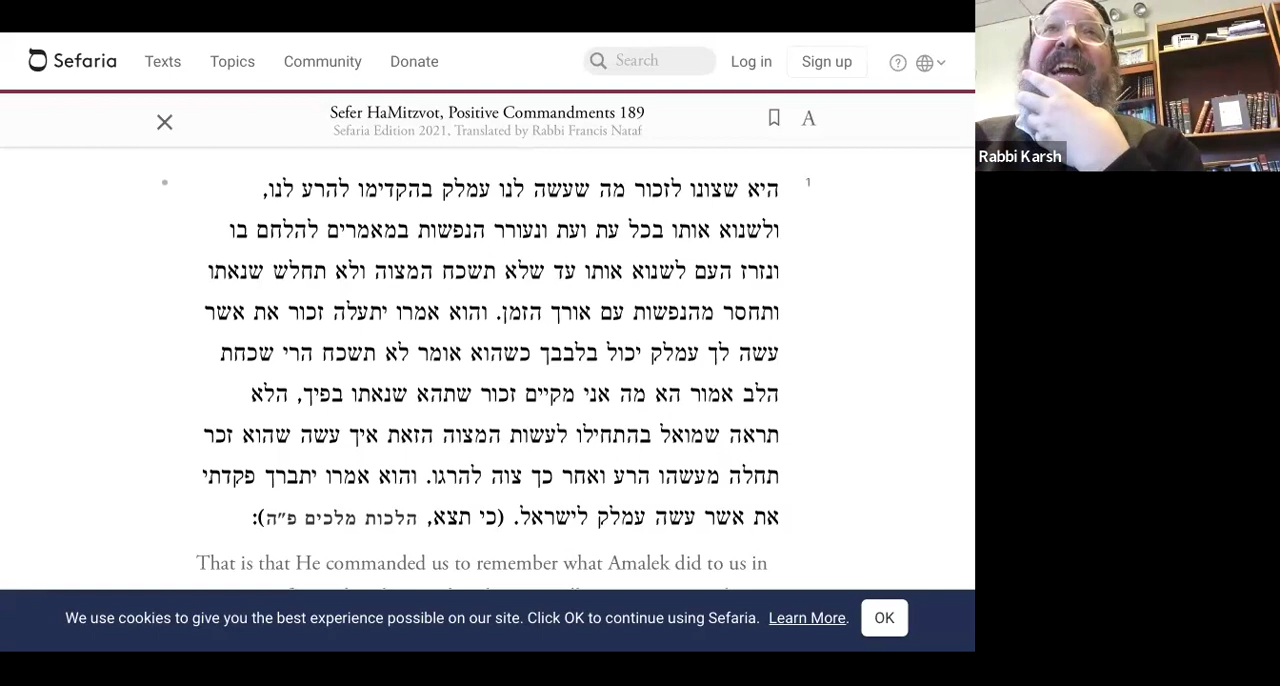 Sefaria Texts Topics Community Donate Search Log in Sign up
Sefer HaMitzvot, Positive Commandments 189
Sefaria Edition 2021, Translated by Rabbi Francis Nataf
A
1
היא שצונו לזכור מה שעשה לנו עמלק בהקדימו להרע לנו,
ולשנוא אותו בכל עת ועת ונעורר הנפשות במאמרים להלחם בו
ונזרז העם לשנוא אותו עד שלא תשכח המצוה ולא תחלש שנאתו
ותחסר מהנפשות עם אורך הזמן. והוא אמרו יתעלה זכור את אשר
עשה לך עמלק יכול בלבבך כשהוא אומר לא תשכח הרי שכחת
הלב אמור הא מה אני מקיים זכור שתהא שנאתו בפיך, הלא
תראה שמואל בהתחילו לעשות המצוה הזאת איך עשה שהוא זכר
תחלה מעשהו הרע ואחר כך צוה להרגו. והוא אמרו יתברך פקדתי
את אשר עשה עמלק לישראל. (כי תצא, הלכות מלכים פ״ה):
That is that He commanded us to remember what Amalek did to us in
We use cookies to give you the best experience possible on our site. Click OK to continue using Sefaria. Learn More. OK
Rabbi Karsh